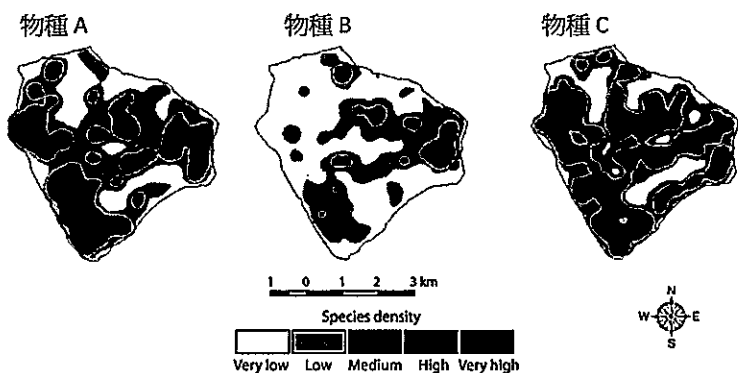 物種 A
物種 B
物種 C
1 0 1 2 3 km
Species density
Very low Low Medium High Very high
N
W E
S